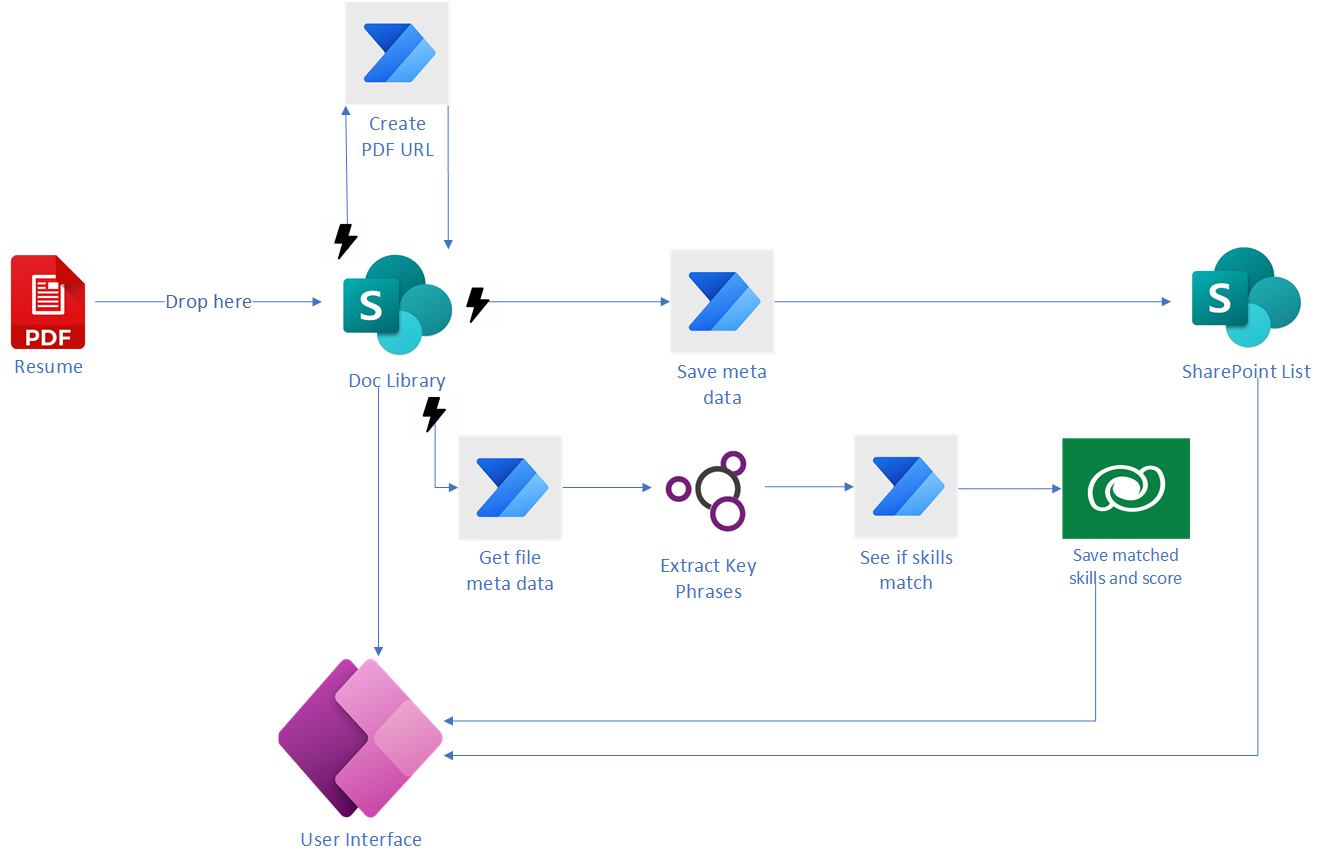 Create
PDF URL
Drop here
S
S
PDF
Resume
Doc Library
Save meta
data
SharePoint List
Get file
meta data
Extract Key
Phrases
See if skills
match
Save matched
skills and score
User Interface